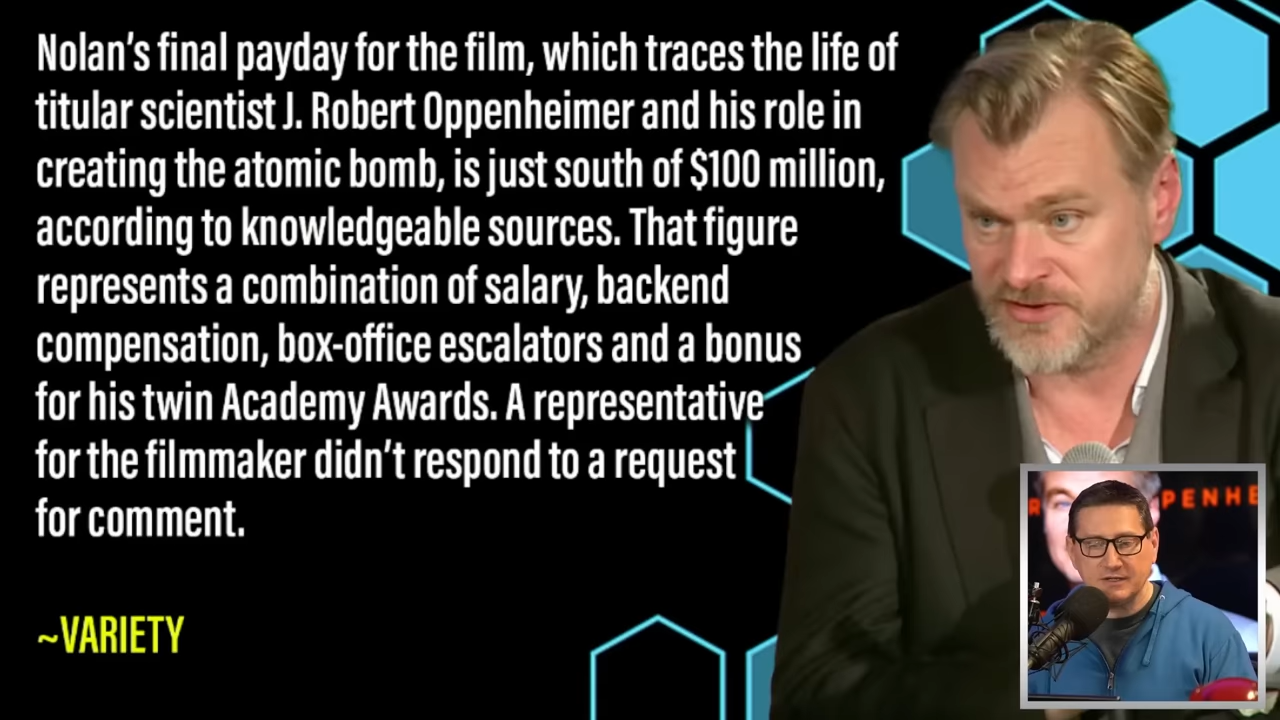 Nolan's final payday for the film, which traces the life of
titular scientist J. Robert Oppenheimer and his role in
creating the atomic bomb, is just south of $100 million,
according to knowledgeable sources. That figure
represents a combination of salary, backend
compensation, box-office escalators and a bonus
for his twin Academy Awards. A representative
for the filmmaker didn't respond to a request
for comment.
~VARIETY